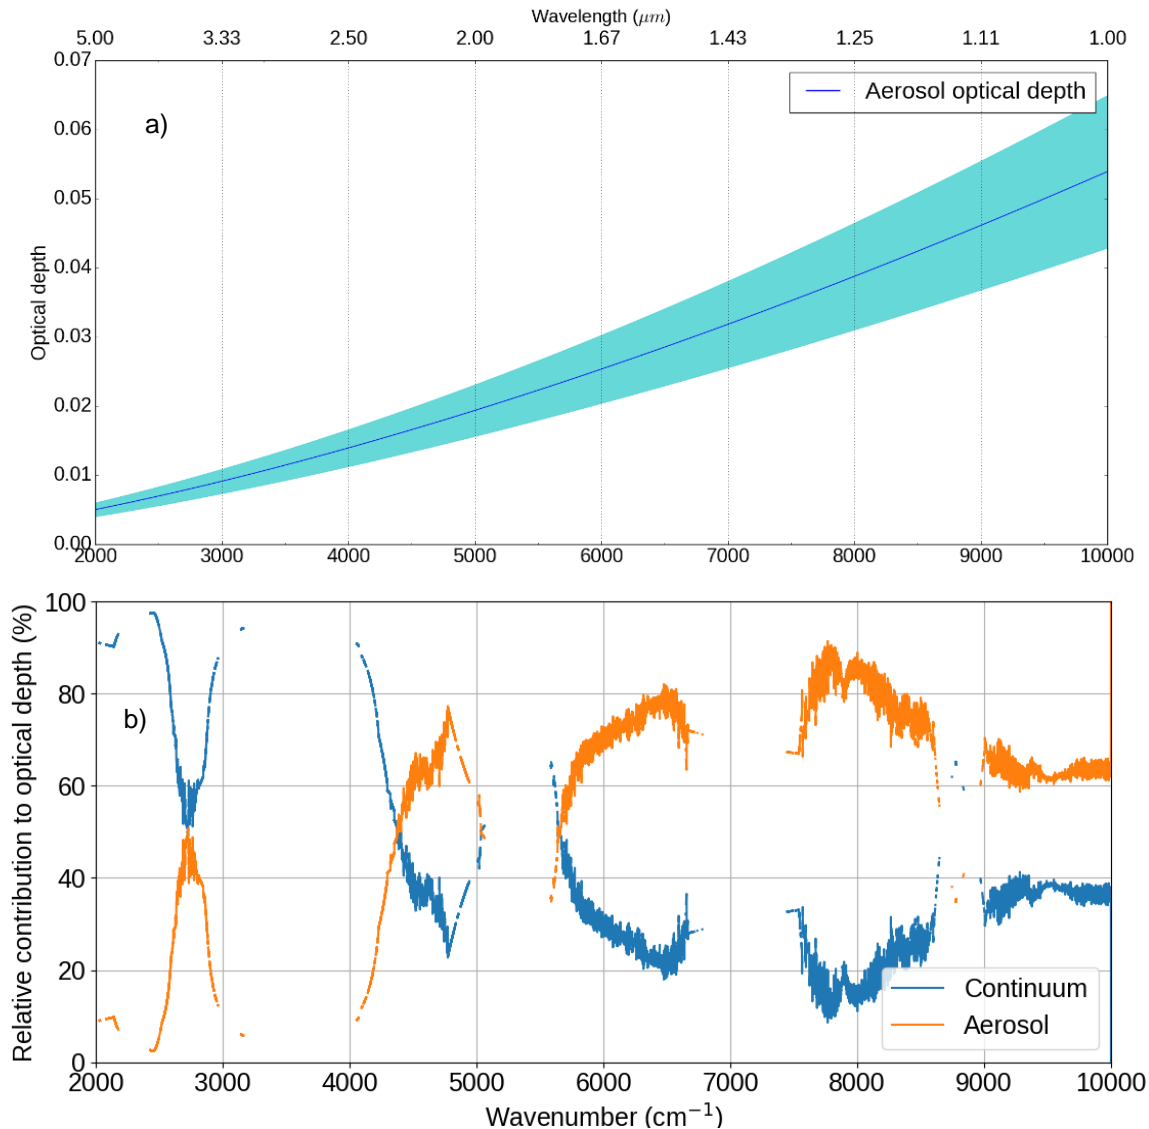 Wavelength (μm)
5.00 3.33 2.50 2.00 1.67 1.43 1.25 1.11 1.00
0.07
Aerosol optical depth
a)
0.06
0.05
0.04
Optical depth
0.03
0.02
0.01
0.00
2000 3000 4000 5000 6000 7000 8000 9000 10000
100
80
b)
60
Relative contribution to optical depth (%)
40
20
Continuum
Aerosol
0
2000 3000 4000 5000 6000 7000 8000 9000 10000
Wavenumber (cm⁻¹)